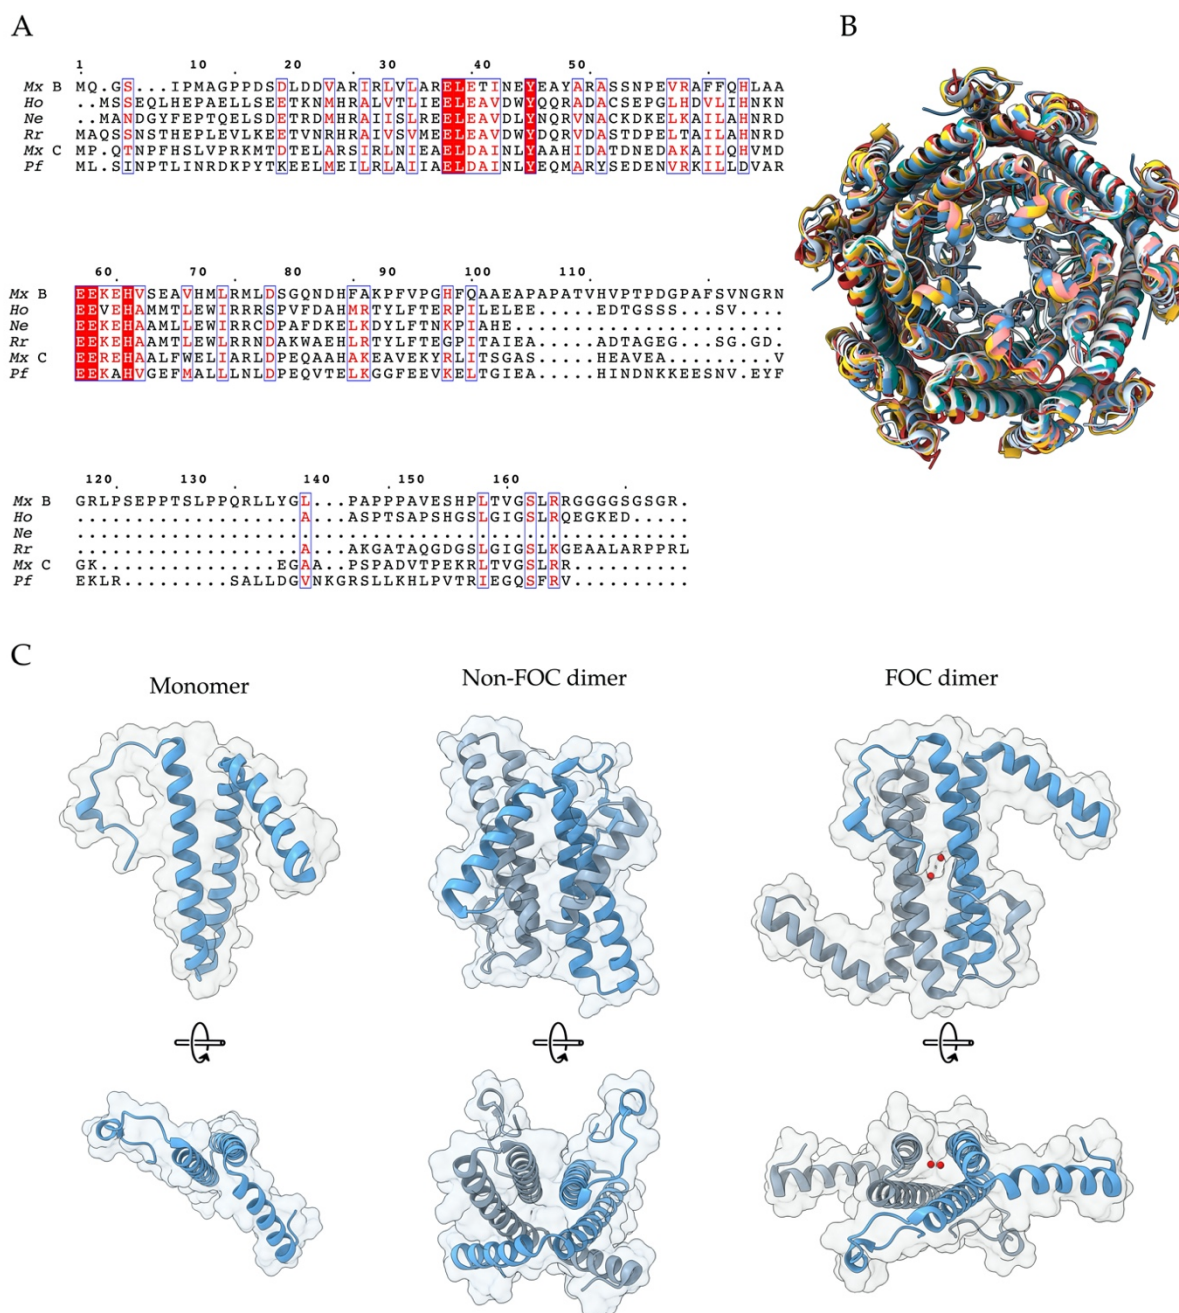 A
B
1 10 20 30 40 50
Mx B MQ.GS...IPMAGPPDSDLDDVARIRLVLARELETINEYEAYARASSNPEVRAFFQHLAA
Ho ..MSSEQLHEPAELLSEETKNMHRALVTLIEELEAVDWYQQRADACSEPGLHDVLIHNKN
Ne ..MANDGYFEPTQELSDETRDMHRAIVSLREELEAVDLYNQRVNACKDKELKAILAHNRD
Rr MAQSSNSTHEPLEVLKEETVNRHRAIVSVMEELEAVDWYDQRVDASTDPELTAILAHNRD
Mx C MP.QTNPFHSLVPRKMTDTELARSIRLNIEAELDAINLYAAHIDATDNEDAKAILQHVMD
Pf ML.SINPTLINRDKPYTKEELMEILRLAIIAELDAINLYEQMARYSEDENVRKILLDVAR
60 70 80 90 100 110
Mx B EEKEHVSEAVHMLRMLDSGQNDHFAKPFVPGHFQAAEAPAPATVHVPTPDGPAFSVNGRN
Ho EEVEHAMMTLEWIRRRSPVFDAHMRTYLFTERPILELEE.....EDTGSSS...SV....
Ne EEKEHAAMLLEWIRRCDPAFDKELKDYLFTNKPIAHE.......................
Rr EEKEHAAMTLEWLRRNDAKWAEHLRTYLFTEGPITAIEA.....ADTAGEG...SG.GD.
Mx C EEREHAALFWELIARLDPEQAAHAKEAVEKYRLITSGAS.....HEAVEA.........V
Pf EEKAHVGEFMALLLNLDPEQVTELKGGFEEVKELTGIEA.....HINDNKKEESNV.EYF
120 130 140 150 160
Mx B GRLPSEPPTSLPPQRLLYGL...PAPPPAVESHPLTVGSLRRGGGGSGSGR.
Ho ...................A...ASPTSAPSHGSLGIGSLRQEGKED.....
Ne ....................................................
Rr ...................A...AKGATAQGDGSLGIGSLKGEAALARPPRL
Mx C GK...............EGAA..APSPADVTPEKRLTVGSLRR.........
Pf EKLR.........SALLDGVNKGRSLLKHLPVTRIEGQSFRV..........
C
Monomer
Non-FOC dimer
FOC dimer